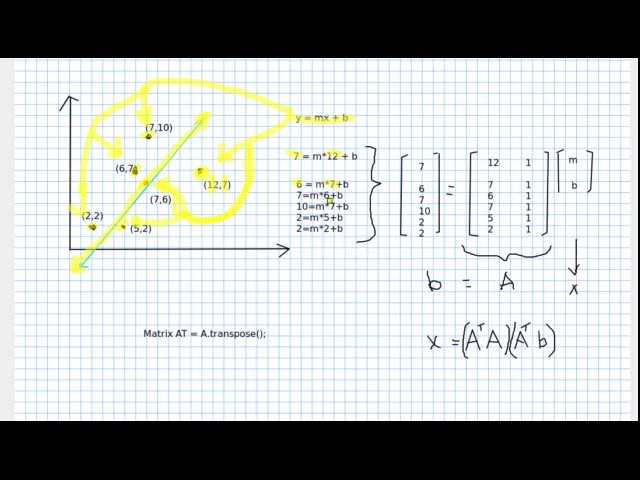 y = mx + b
(7,10)
7 = m*12 + b
(6,7)
(12,7)
(7,6)
(2,2)
(5,2)
6 = m*7+b
7=m*6+b
10=m*7+b
2=m*5+b
2=m*2+b
7
6
7
10
2
2
=
12 1
7 1
6 1
7 1
5 1
2 1
m
b
b = A x
x = (AᵀA)(Aᵀb)
Matrix AT = A.transpose();